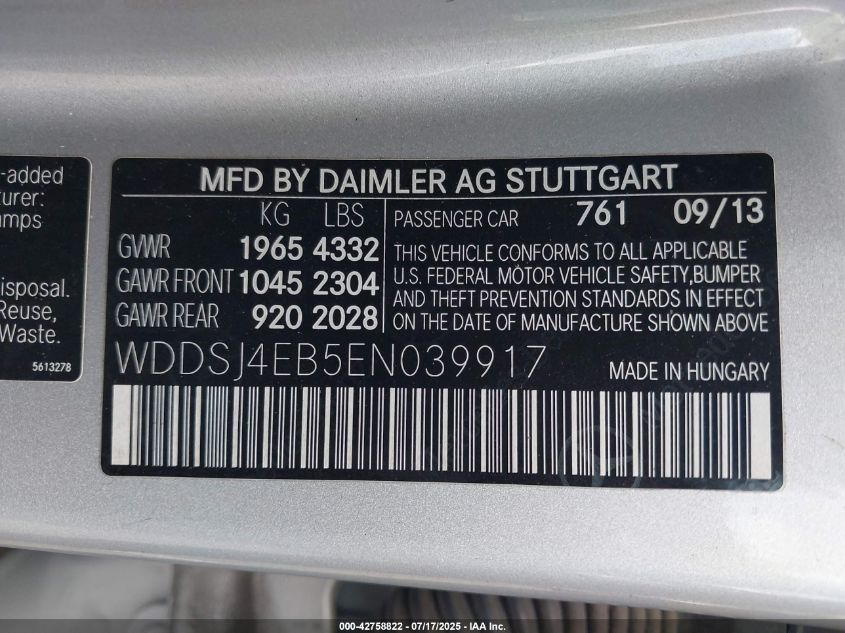 -added
turer:
amps
isposal.
Reuse,
Waste.
5613278
MFD BY DAIMLER AG STUTTGART
KG LBS
GVWR 1965 4332
GAWR FRONT 1045 2304
GAWR REAR 920 2028
PASSENGER CAR 761 09/13
THIS VEHICLE CONFORMS TO ALL APPLICABLE
U.S. FEDERAL MOTOR VEHICLE SAFETY,BUMPER
AND THEFT PREVENTION STANDARDS IN EFFECT
ON THE DATE OF MANUFACTURE SHOWN ABOVE
WDDSJ4EB5EN039917
MADE IN HUNGARY
000-42758822 - 07/17/2025 - IAA Inc.